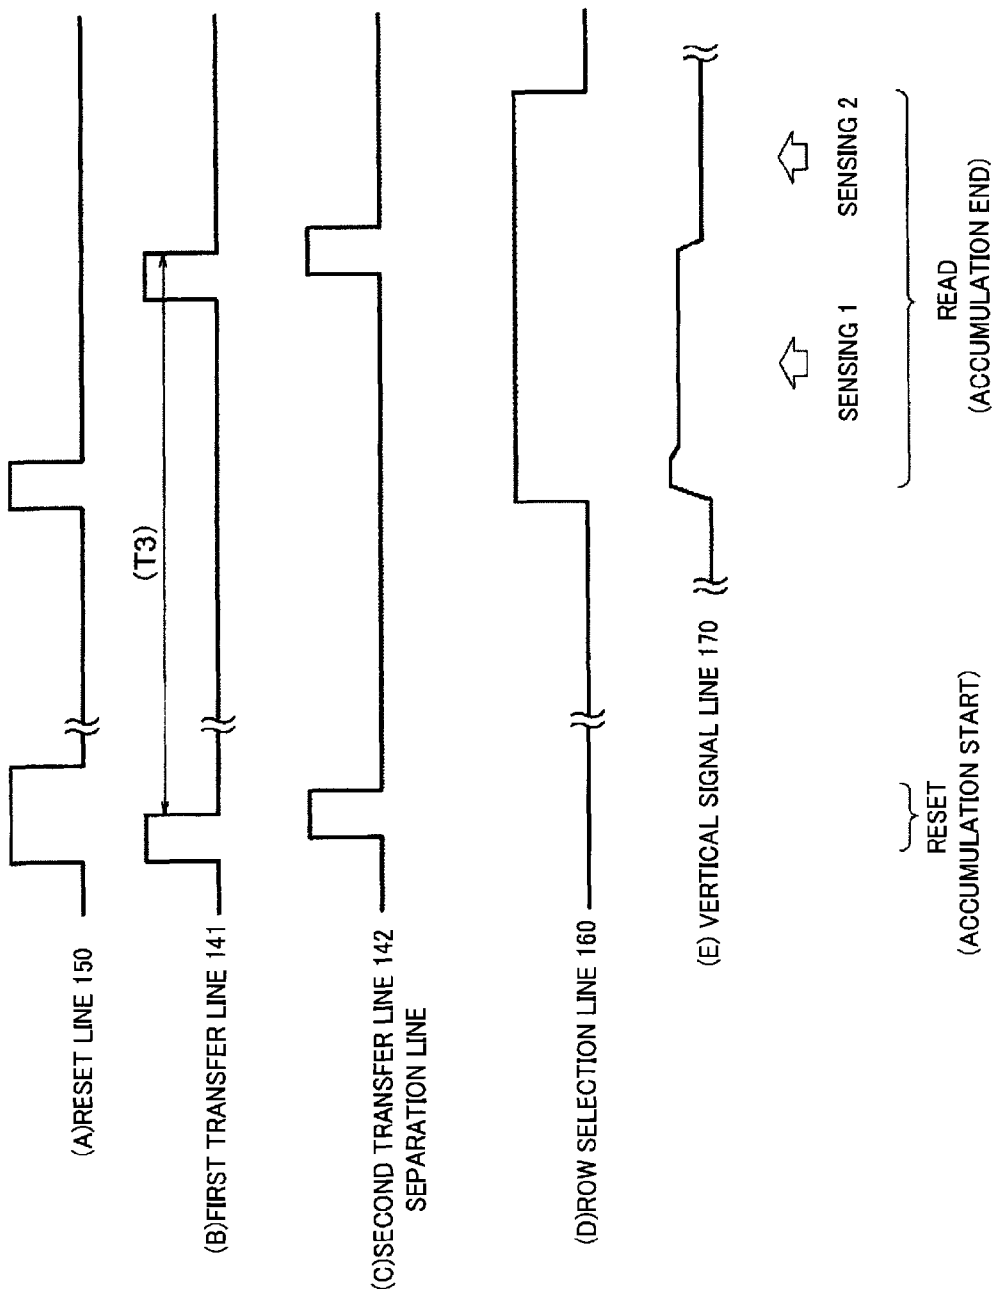 (A)RESET LINE 150
(B)FIRST TRANSFER LINE 141
(T3)
(C)SECOND TRANSFER LINE 142
SEPARATION LINE
(D)ROW SELECTION LINE 160
(E) VERTICAL SIGNAL LINE 170
SENSING 1
SENSING 2
RESET
(ACCUMULATION START)
READ
(ACCUMULATION END)